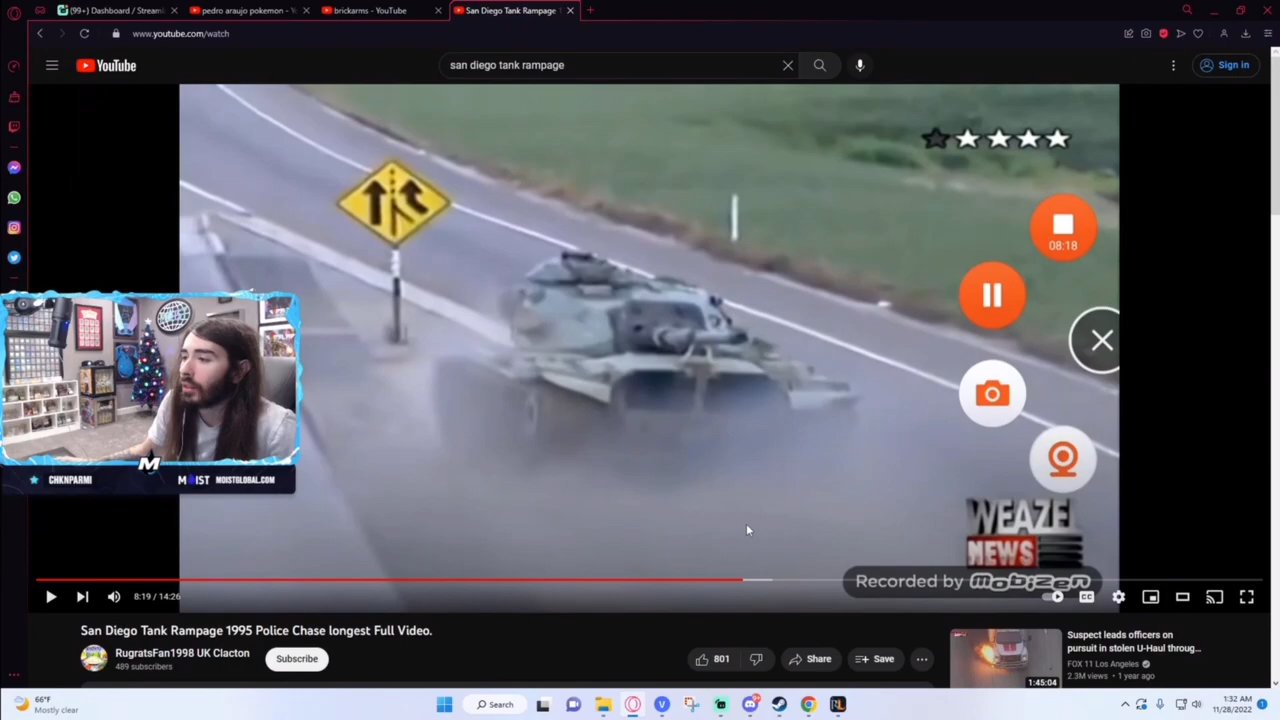 (99+) Dashboard / Streaml
pedro araujo pokemon - Yo
brickarms - YouTube
San Diego Tank Rampage 1
www.youtube.com/watch
YouTube
san diego tank rampage
Sign in
08:18
CHKNPARMI
M
MOIST
MOISTGLOBAL.COM
WEAZEL
NEWS
Recorded by mobizen
8:19 / 14:26
CC
San Diego Tank Rampage 1995 Police Chase longest Full Video.
RugratsFan1998 UK Clacton
489 subscribers
Subscribe
801
Share
Save
Suspect leads officers on
pursuit in stolen U-Haul throug...
FOX 11 Los Angeles
2.3M views • 1 year ago
1:45:04
66°F
Mostly clear
Search
1:32 AM
11/28/2022